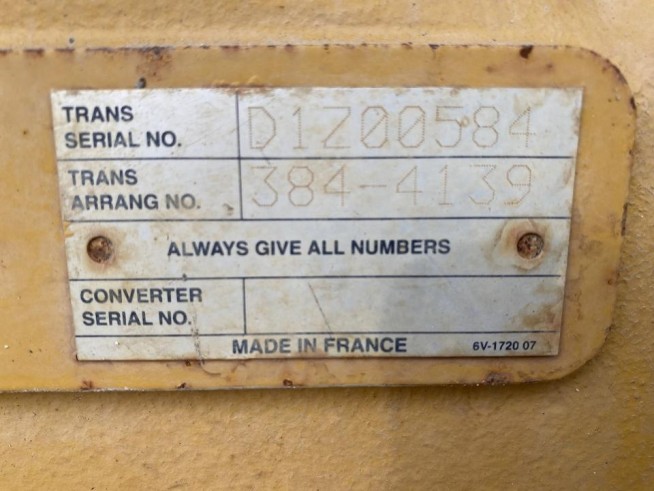 TRANS
SERIAL NO. D1Z00584
TRANS
ARRANG NO. 384-4139
ALWAYS GIVE ALL NUMBERS
CONVERTER
SERIAL NO.
MADE IN FRANCE 6V-1720 07